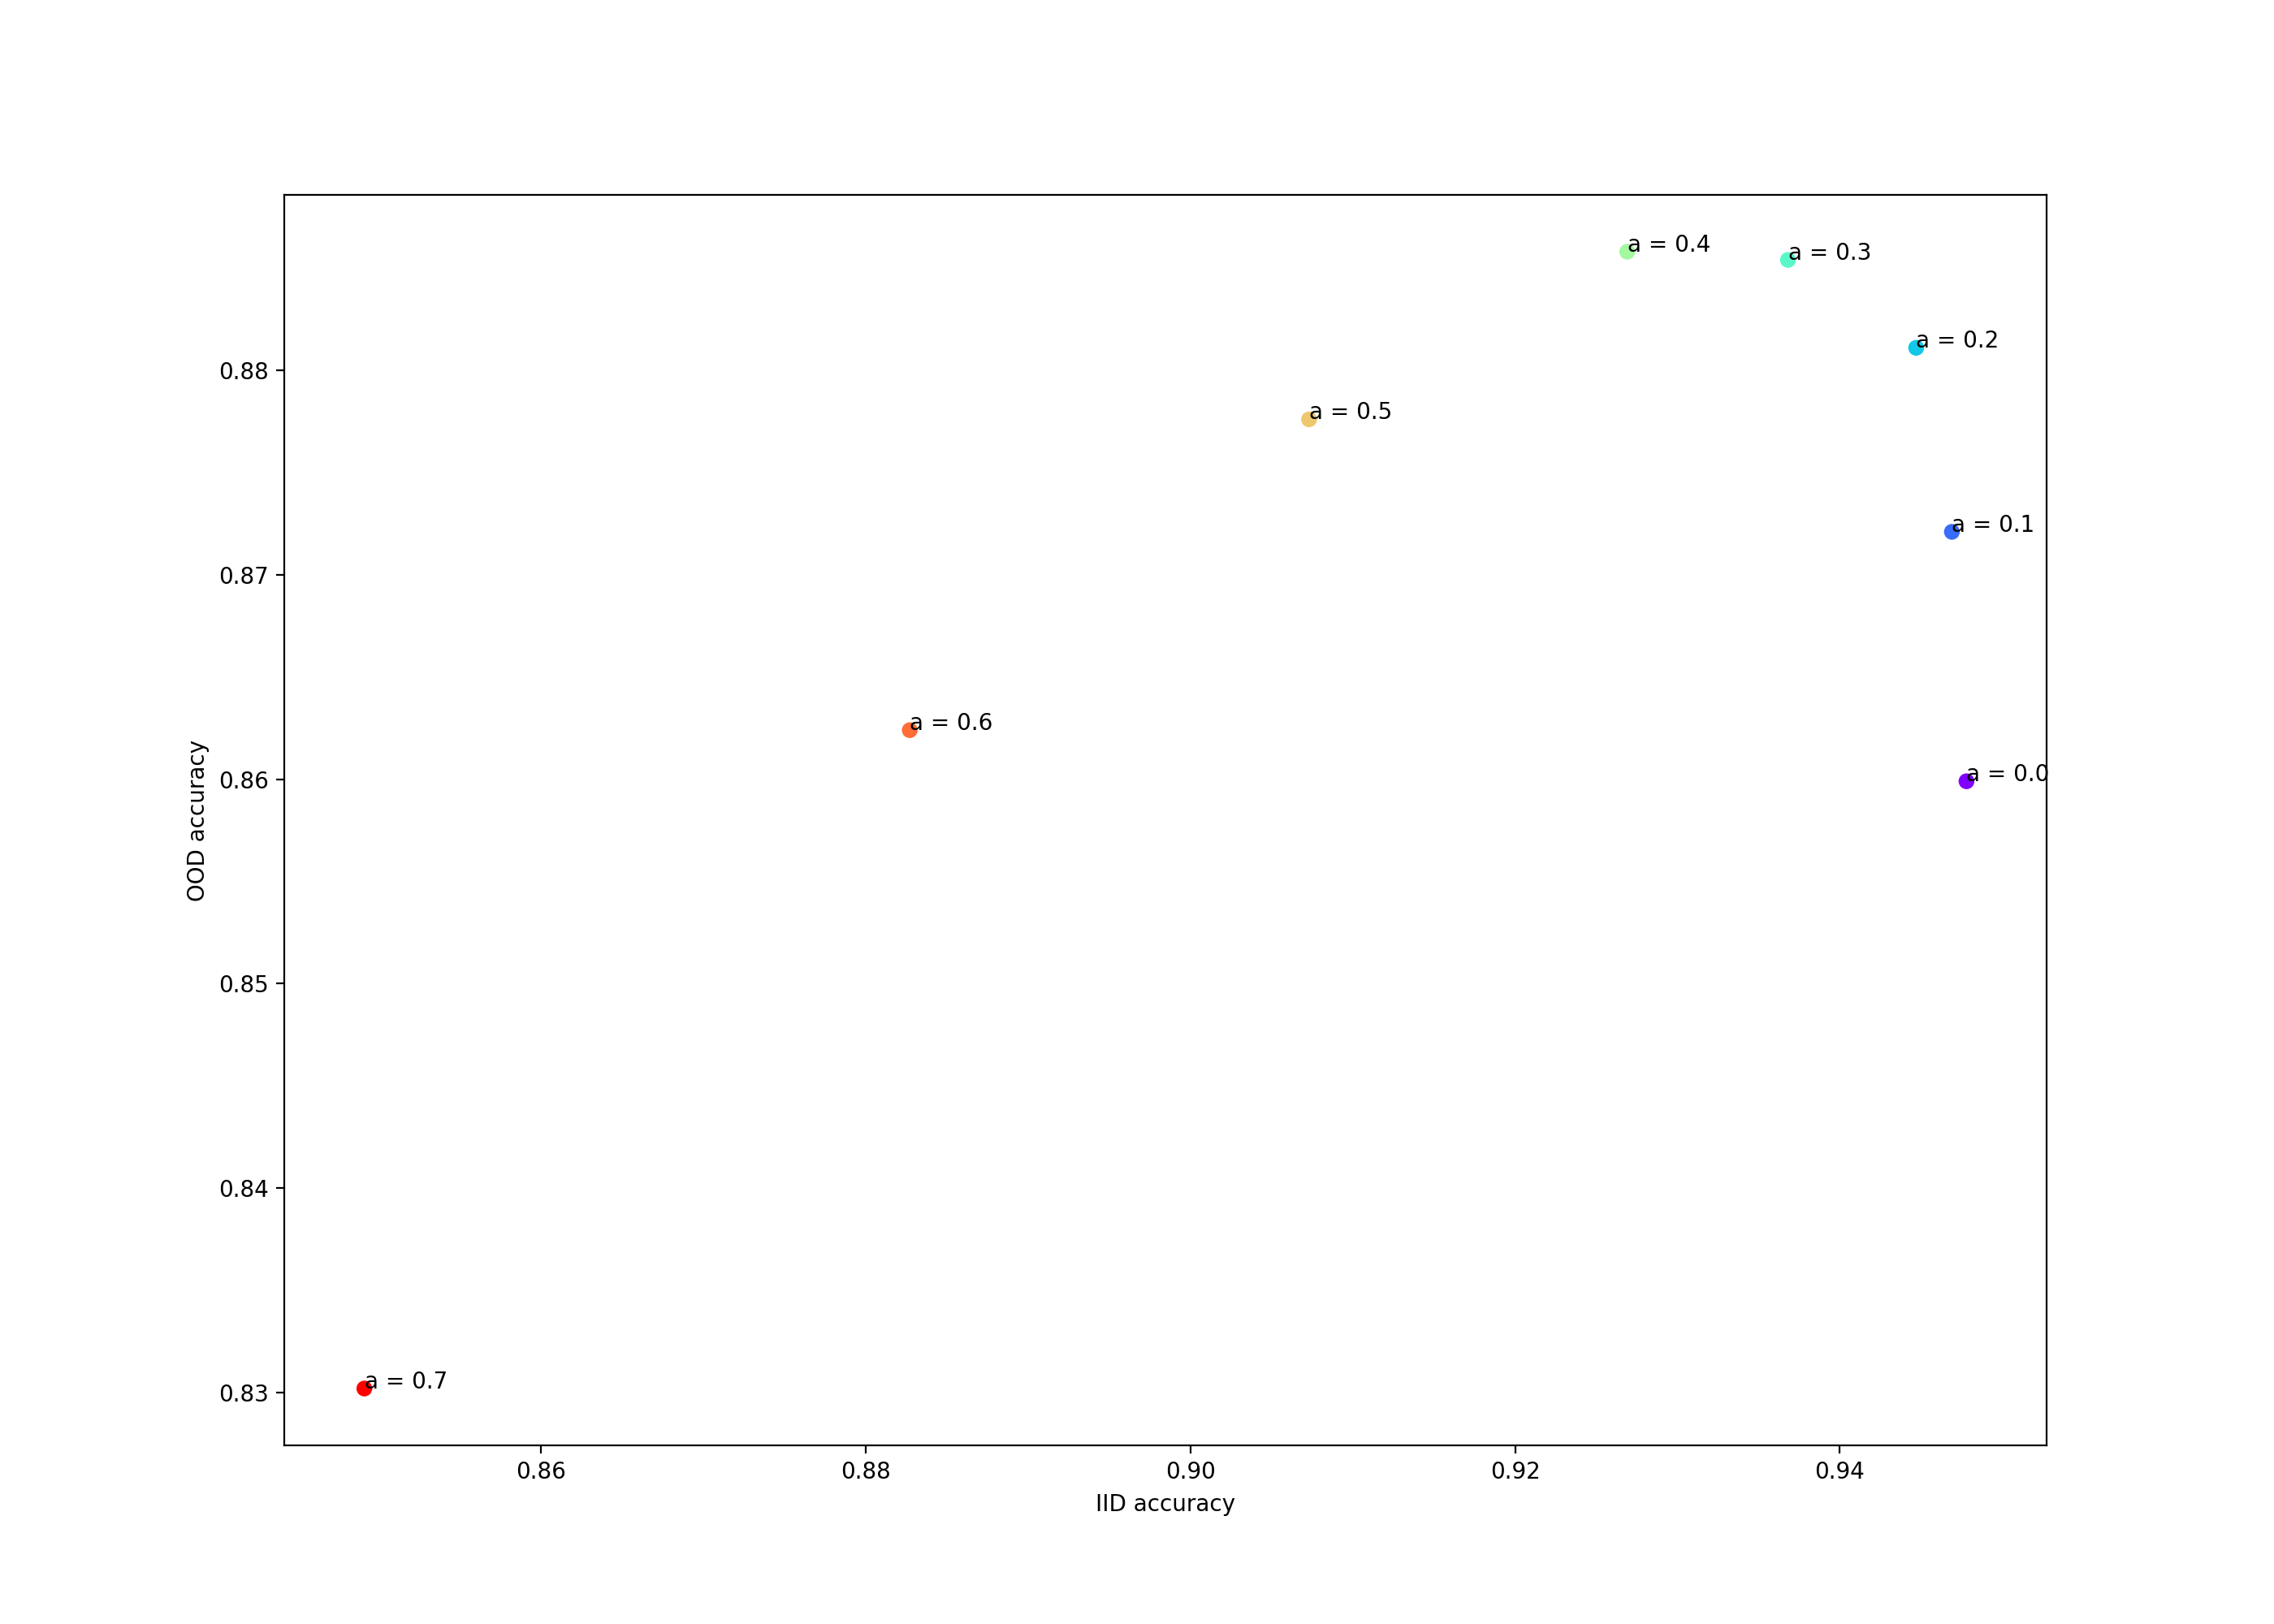 a = 0.4
a = 0.3
a = 0.2
0.88
a = 0.5
a = 0.1
0.87
a = 0.6
a = 0.0
0.86
OOD accuracy
0.85
0.84
a = 0.7
0.83
0.86 0.88 0.90 0.92 0.94
IID accuracy